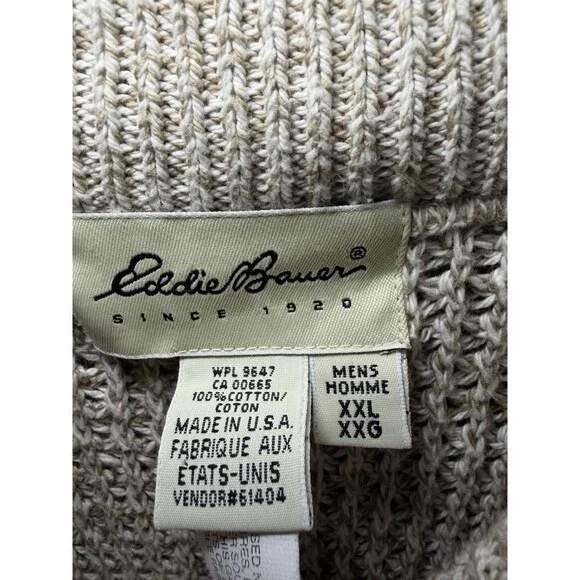 Eddie Bauer®
SINCE 1920
WPL 9647
CA 00665
100%COTTON/
COTON
MADE IN U.S.A.
FABRIQUE AUX
ÉTATS-UNIS
VENDOR#61404
MENS
HOMME
XXL
XXG